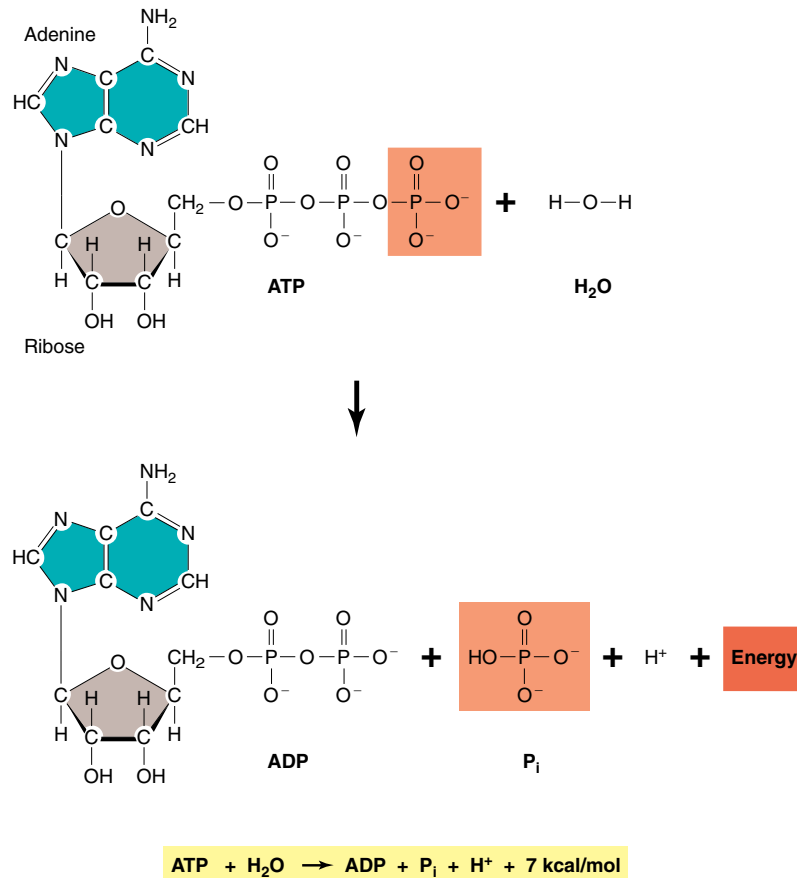 NH₂
Adenine
C
N C N
HC
C CH
N N
O O O
O CH₂ – O – P – O – P – O – P – O⁻ + H – O – H
C H H C O⁻ O⁻ O⁻
H C C H ATP H₂O
OH OH
Ribose
NH₂
C
N C N
HC
C CH
N N
O O O
O CH₂ – O – P – O – P – O⁻ + HO – P – O⁻ + H⁺ + Energy
C H H C O⁻ O⁻ O⁻
H C C H ADP Pᵢ
OH OH
ATP + H₂O → ADP + Pᵢ + H⁺ + 7 kcal/mol